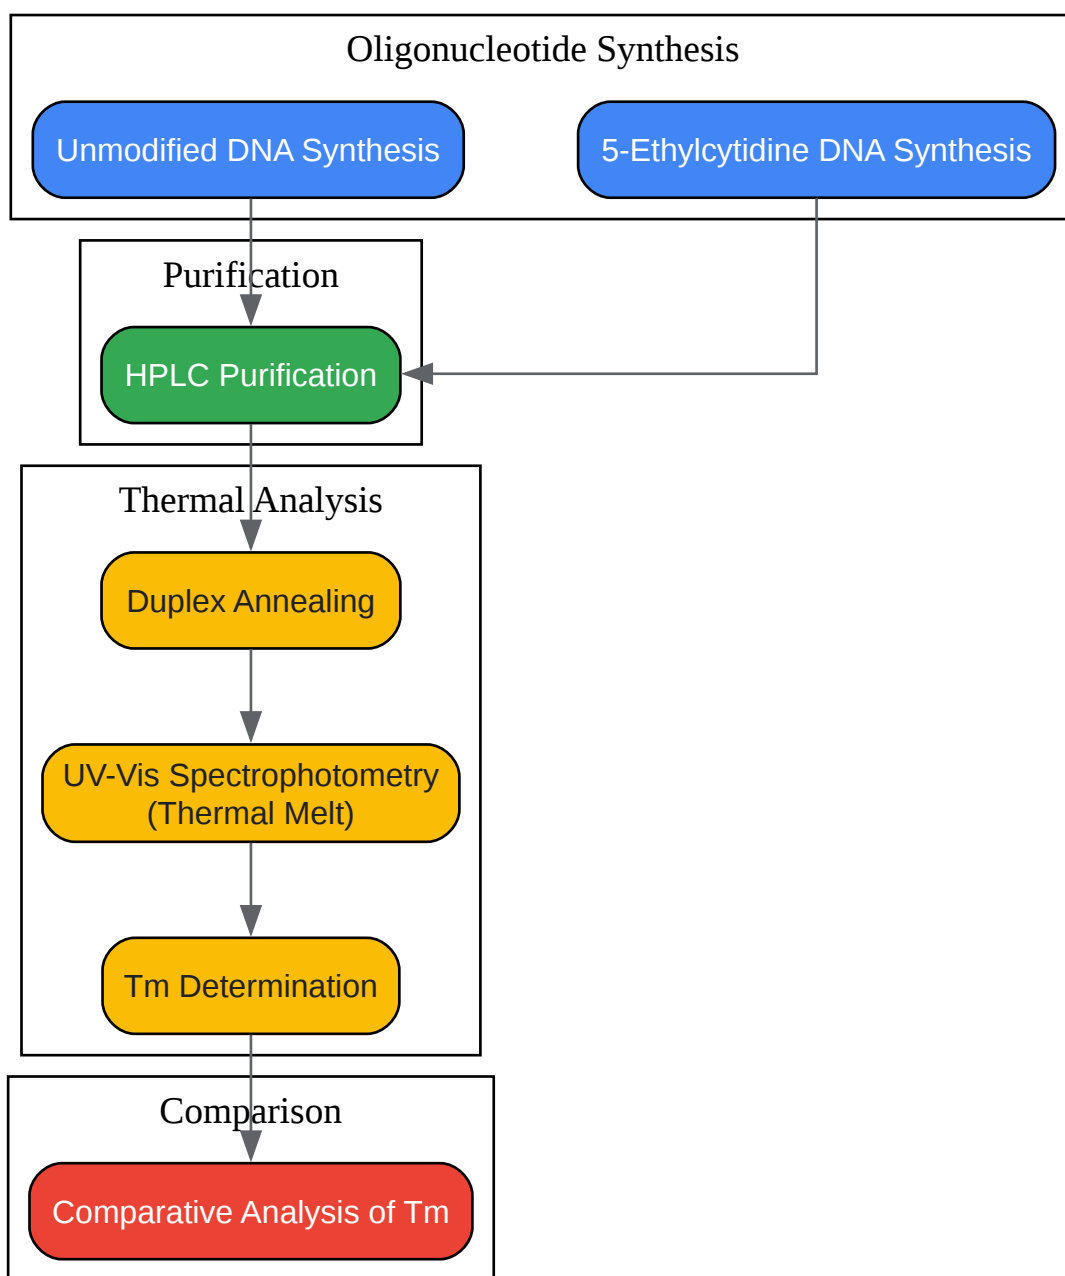 Oligonucleotide Synthesis
Unmodified DNA Synthesis
5-Ethylcytidine DNA Synthesis
Purification
HPLC Purification
Thermal Analysis
Duplex Annealing
UV-Vis Spectrophotometry
(Thermal Melt)
Tm Determination
Comparison
Comparative Analysis of Tm